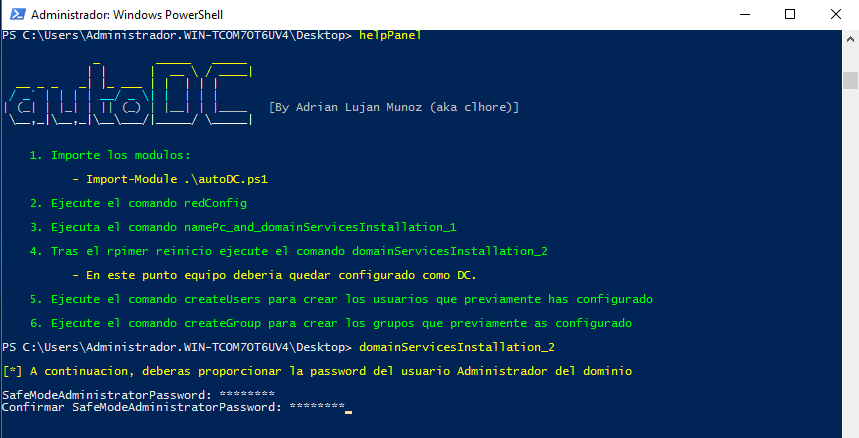 Administrador: Windows PowerShell
PS C:\Users\Administrador.WIN-TCOM7OT6UV4\Desktop> helpPanel
autoDC
[By Adrian Lujan Munoz (aka clhore)]
1. Importe los modulos:
- Import-Module .\autoDC.ps1
2. Ejecute el comando redConfig
3. Ejecuta el comando namePc_and_domainServicesInstallation_1
4. Tras el rpimer reinicio ejecute el comando domainServicesInstallation_2
- En este punto equipo deberia quedar configurado como DC.
5. Ejecute el comando createUsers para crear los usuarios que previamente has configurado
6. Ejecute el comando createGroup para crear los grupos que previamente as configurado
PS C:\Users\Administrador.WIN-TCOM7OT6UV4\Desktop> domainServicesInstallation_2
[*] A continuacion, deberas proporcionar la password del usuario Administrador del dominio
SafeModeAdministratorPassword: ********
Confirmar SafeModeAdministratorPassword: ********